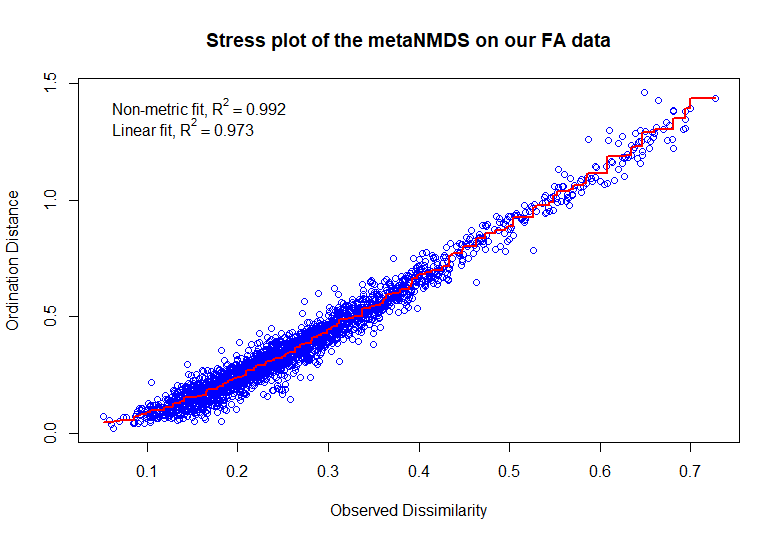 Stress plot of the metaNMDS on our FA data
Non-metric fit, R² = 0.992
Linear fit, R² = 0.973
1.5
1.0
0.5
0.0
Ordination Distance
0.1 0.2 0.3 0.4 0.5 0.6 0.7
Observed Dissimilarity